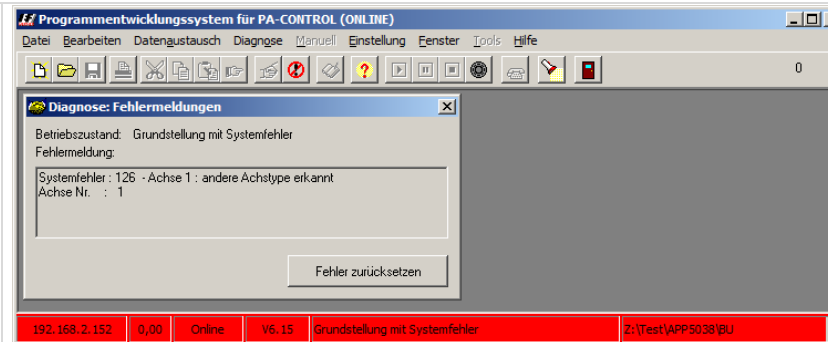 Programmentwicklungssystem für PA-CONTROL (ONLINE)
Datei Bearbeiten Datenaustausch Diagnose Manuell Einstellung Fenster Tools Hilfe
0
Diagnose: Fehlermeldungen
Betriebszustand: Grundstellung mit Systemfehler
Fehlermeldung:
Systemfehler : 126 - Achse 1 : andere Achstype erkannt
Achse Nr. : 1
Fehler zurücksetzen
192.168.2.152 0,00 Online V6.15 Grundstellung mit Systemfehler Z:\Test\APP5038\BU